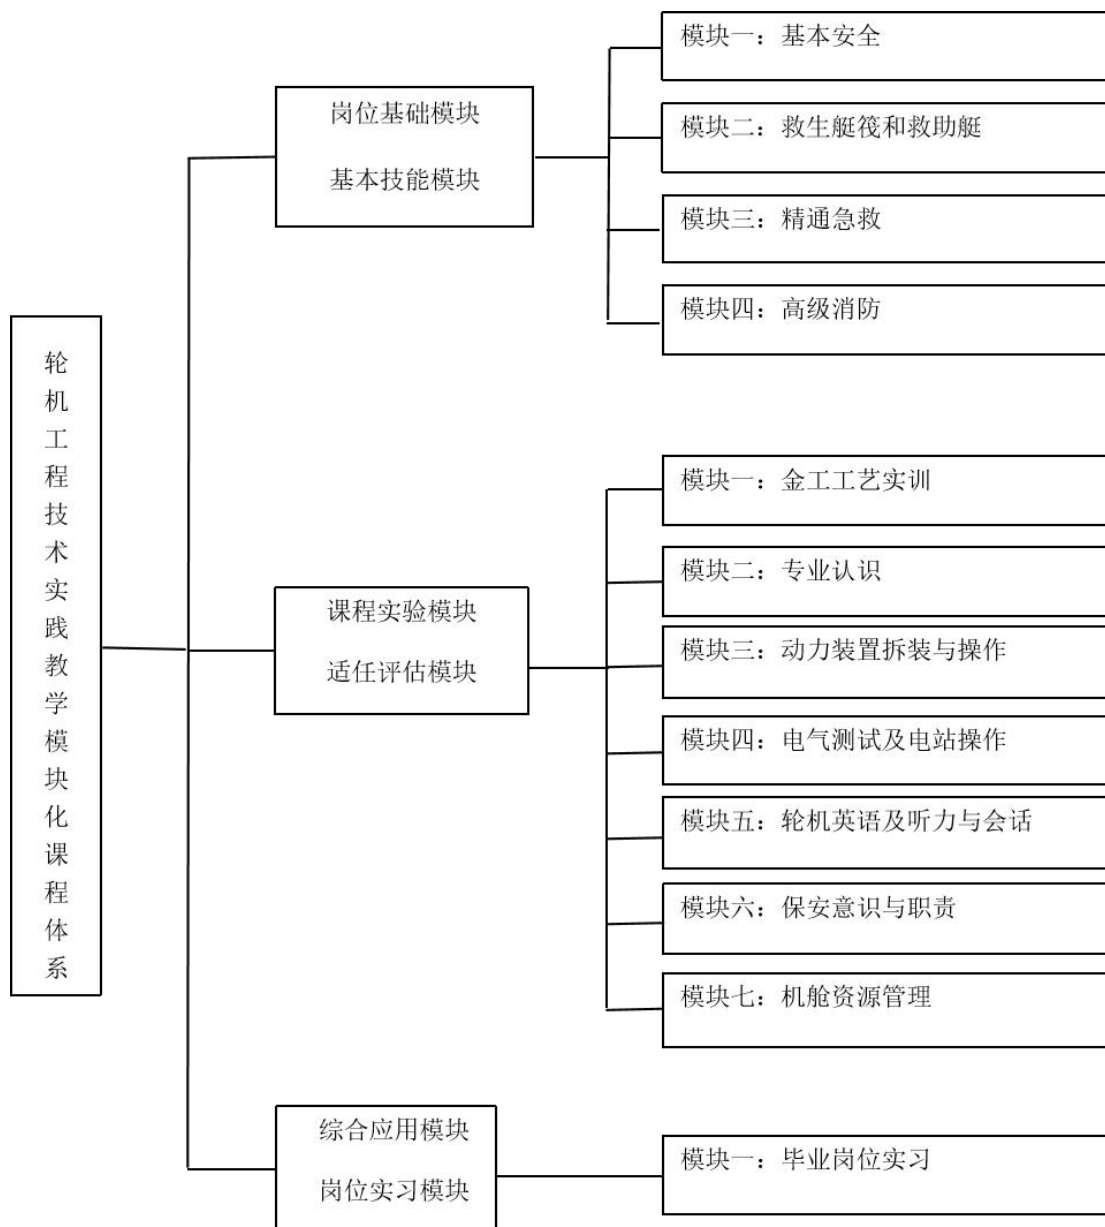 轮机工程技术实践教学模块化课程体系
岗位基础模块
基本技能模块
模块一：基本安全
模块二：救生艇筏和救助艇
模块三：精通急救
模块四：高级消防
课程实验模块
适任评估模块
模块一：金工工艺实训
模块二：专业认识
模块三：动力装置拆装与操作
模块四：电气测试及电站操作
模块五：轮机英语及听力与会话
模块六：保安意识与职责
模块七：机舱资源管理
综合应用模块
岗位实习模块
模块一：毕业岗位实习